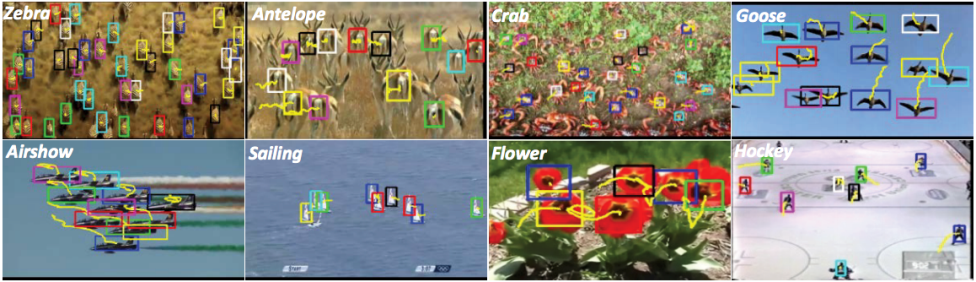 Zebra
Antelope
Crab
Goose
Airshow
Sailing
Flower
Hockey